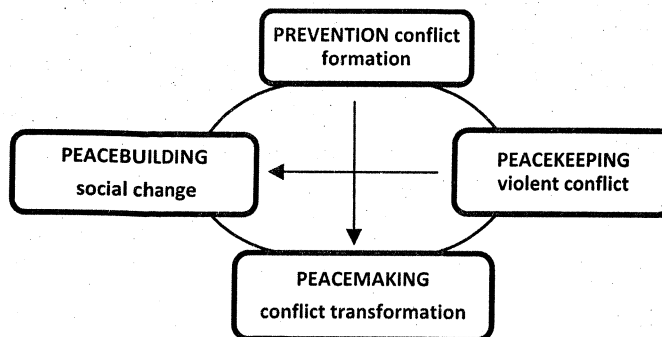 PREVENTION conflict
formation
PEACEBUILDING
social change
PEACEKEEPING
violent conflict
PEACEMAKING
conflict transformation